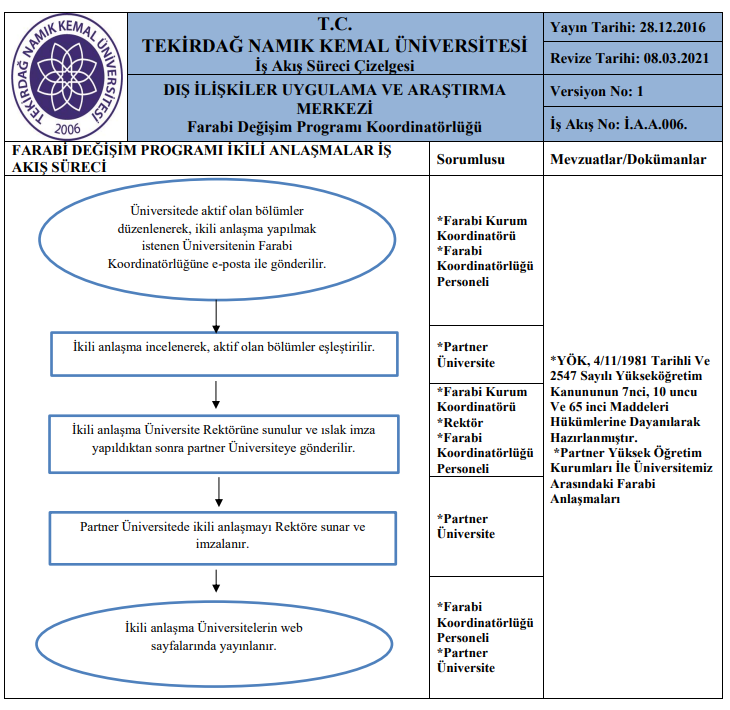 TEKİRDAĞ NAMIK KEMAL ÜNİVERSİTESİ
2006
T.C.
TEKİRDAĞ NAMIK KEMAL ÜNİVERSİTESİ
İş Akış Süreci Çizelgesi
DIŞ İLİŞKİLER UYGULAMA VE ARAŞTIRMA
MERKEZİ
Farabi Değişim Programı Koordinatörlüğü
Yayın Tarihi: 28.12.2016
Revize Tarihi: 08.03.2021
Versiyon No: 1
İş Akış No: İ.A.A.006.
FARABİ DEĞİŞİM PROGRAMI İKİLİ ANLAŞMALAR İŞ
AKIŞ SÜRECİ
Sorumlusu
Mevzuatlar/Dokümanlar
Üniversitede aktif olan bölümler
düzenlenerek, ikili anlaşma yapılmak
istenen Üniversitenin Farabi
Koordinatörlüğüne e-posta ile gönderilir.
*Farabi Kurum
Koordinatörü
*Farabi
Koordinatörlüğü
Personeli
İkili anlaşma incelenerek, aktif olan bölümler eşleştirilir.
*Partner
Üniversite
İkili anlaşma Üniversite Rektörüne sunulur ve ıslak imza
yapıldıktan sonra partner Üniversiteye gönderilir.
*Farabi Kurum
Koordinatörü
*Rektör
*Farabi
Koordinatörlüğü
Personeli
Partner Üniversitede ikili anlaşmayı Rektöre sunar ve
imzalanır.
*Partner
Üniversite
İkili anlaşma Üniversitelerin web
sayfalarında yayınlanır.
*Farabi
Koordinatörlüğü
Personeli
*Partner
Üniversite
*YÖK, 4/11/1981 Tarihli Ve
2547 Sayılı Yükseköğretim
Kanununun 7nci, 10 uncu
Ve 65 inci Maddeleri
Hükümlerine Dayanılarak
Hazırlanmıştır.
*Partner Yüksek Öğretim
Kurumları İle Üniversitemiz
Arasındaki Farabi
Anlaşmaları